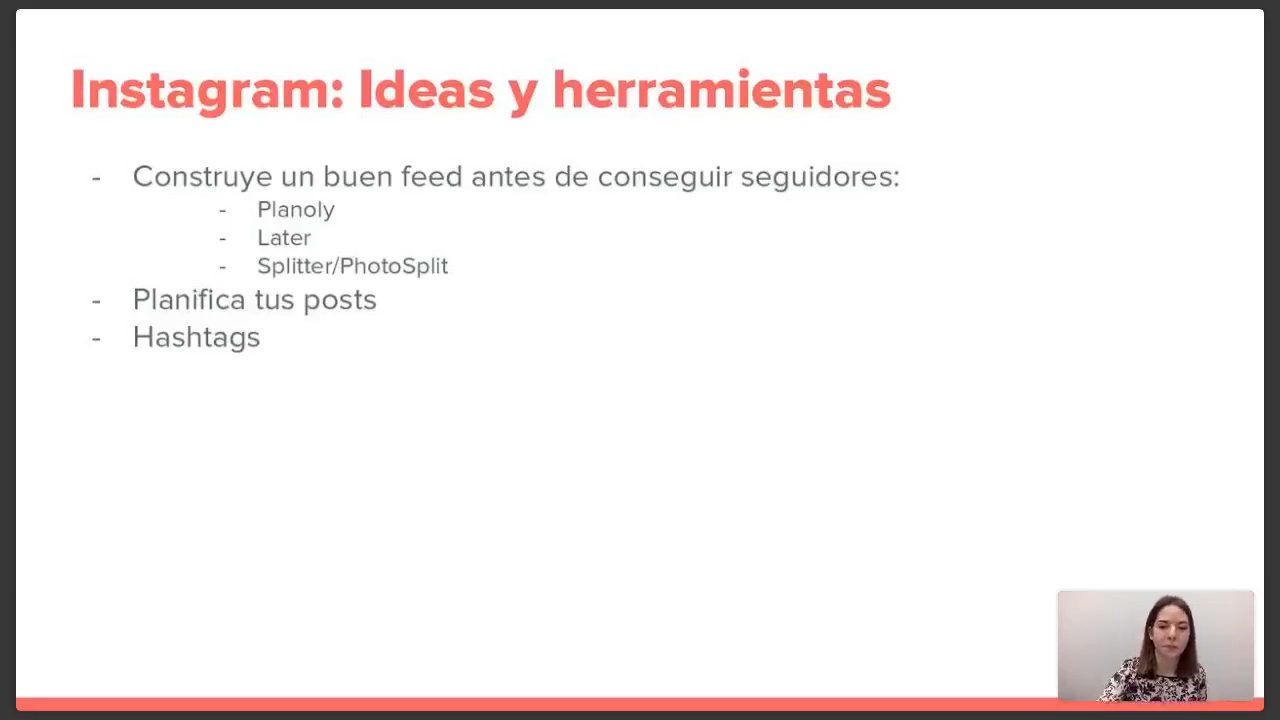 Instagram: Ideas y herramientas
- Construye un buen feed antes de conseguir seguidores:
- Planoly
- Later
- Splitter/PhotoSplit
- Planifica tus posts
- Hashtags